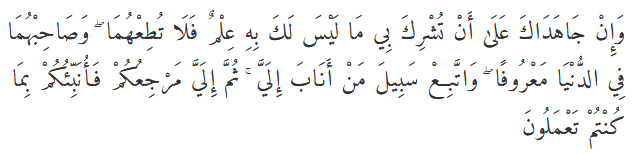 وَإِنْ جَاهَدَاكَ عَلَىٰ أَنْ تُشْرِكَ بِي مَا لَيْسَ لَكَ بِهِ عِلْمٌ فَلَا تُطِعْهُمَا ۖ وَصَاحِبْهُمَا
فِي الدُّنْيَا مَعْرُوفًا ۖ وَاتَّبِعْ سَبِيلَ مَنْ أَنَابَ إِلَيَّ ۚ ثُمَّ إِلَيَّ مَرْجِعُكُمْ فَأُنَبِّئُكُمْ بِمَا
كُنْتُمْ تَعْمَلُونَ